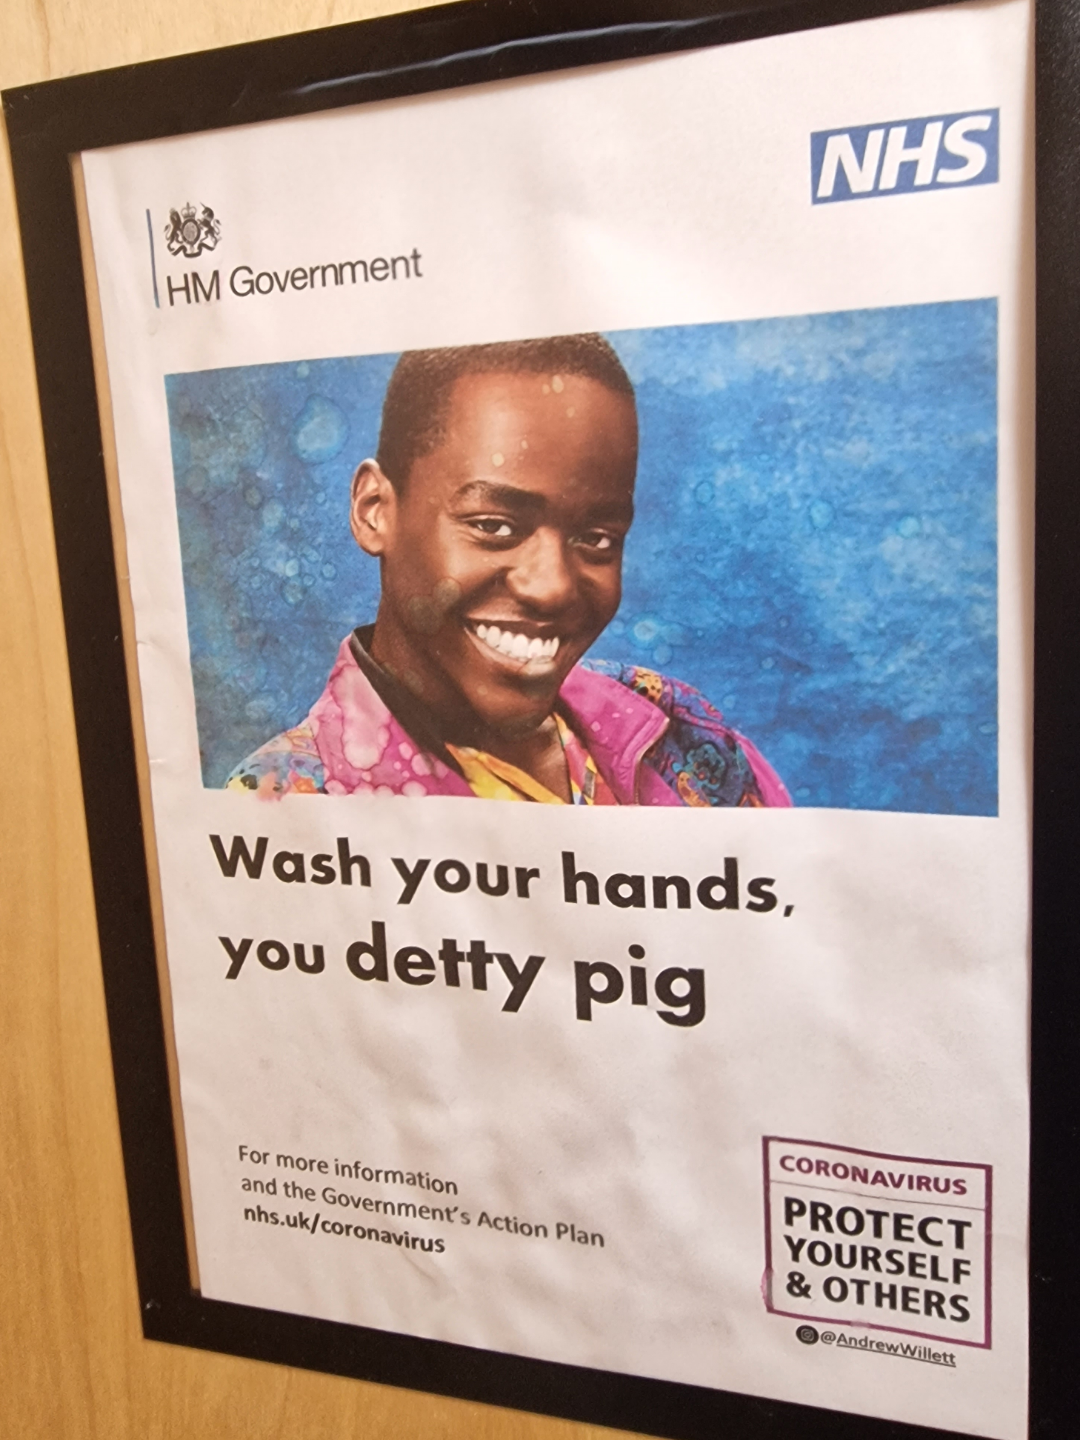 NHS
HM Government
Wash your hands,
you detty pig
For more information
and the Government's Action Plan
nhs.uk/coronavirus
CORONAVIRUS
PROTECT
YOURSELF
& OTHERS
@AndrewWillett